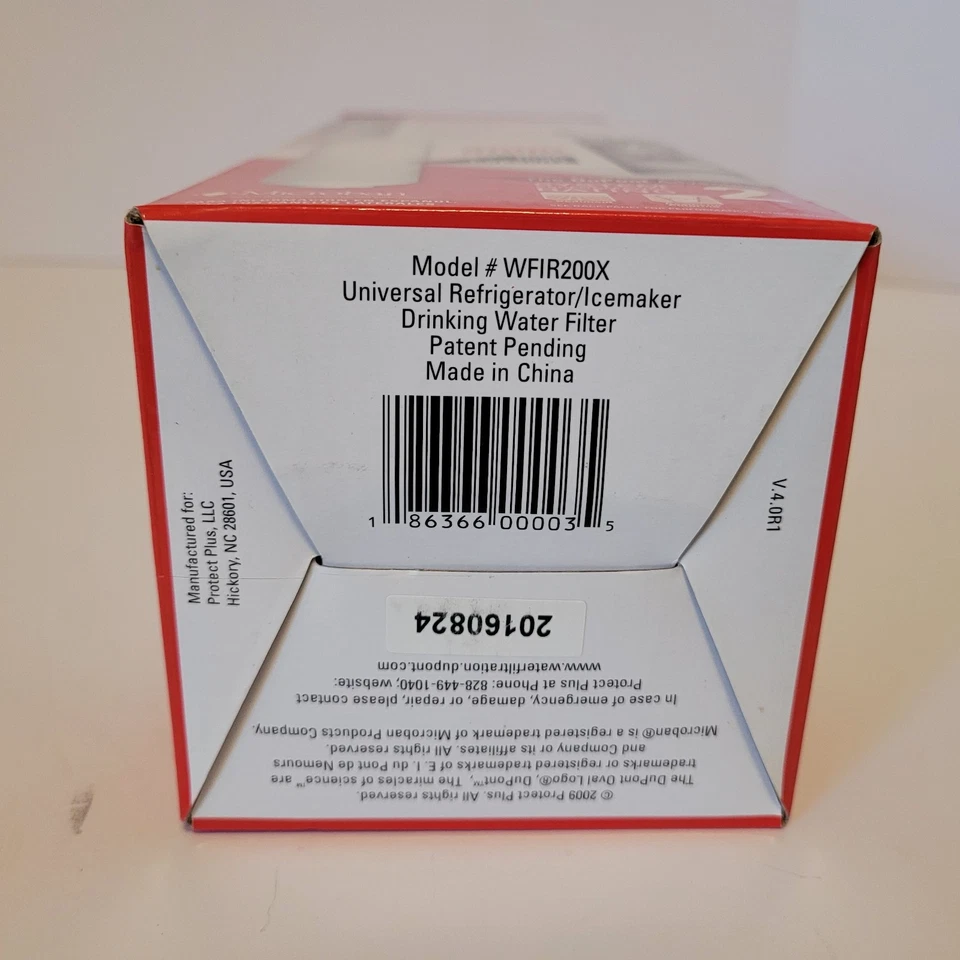 Model # WFIR200X
Universal Refrigerator/Icemaker
Drinking Water Filter
Patent Pending
Made in China
1 86366 00003 5
Manufactured for:
Protect Plus, LLC
Hickory, NC 28601, USA
V.4.0R1
20160824
www.waterfiltration.dupont.com
Protect Plus at Phone: 828-449-1040; website:
In case of emergency, damage, or repair, please contact
Microban® is a registered trademark of Microban Products Company.
and Company or its affiliates. All rights reserved.
trademarks or registered trademarks of E. I. du Pont de Nemours
The DuPont Oval Logo®, DuPont™, The miracles of science™ are
© 2009 Protect Plus. All rights reserved.